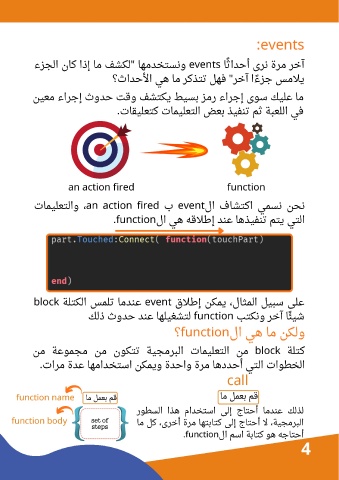 events:
آخر مرة نرى أحداثًا events ونستخدمها "لكشف ما إذا كان الجزء
يلامس جزءًا آخر" فهل تتذكر ما هي الأحداث؟
ما عليك سوى إجراء رمز بسيط يكتشف وقت حدوث إجراء معين
في اللعبة ثم تنفيذ بعض التعليمات كتعليقات.
an action fired
function
نحن نسمي اكتشاف الevent ب an action fired، والتعليمات
التي يتم تنفيذها عند إطلاقه هي الfunction.
part.Touched:Connect( function(touchPart)
end)
على سبيل المثال، يمكن إطلاق event عندما تلمس الكتلة block
شيئًا آخر ونكتب function لتشغيلها عند حدوث ذلك
ولكن ما هي الfunction؟
كتلة block من التعليمات البرمجية تتكون من مجموعة من
الخطوات التي أحددها مرة واحدة ويمكن استخدامها عدة مرات.
call
function name
قم بعمل ما
قم بعمل ما
function body
set of
steps
لذلك عندما أحتاج إلى استخدام هذا السطور
البرمجية، لا أحتاج إلى كتابتها مرة أخرى، كل ما
أحتاجه هو كتابة اسم الfunction.
4